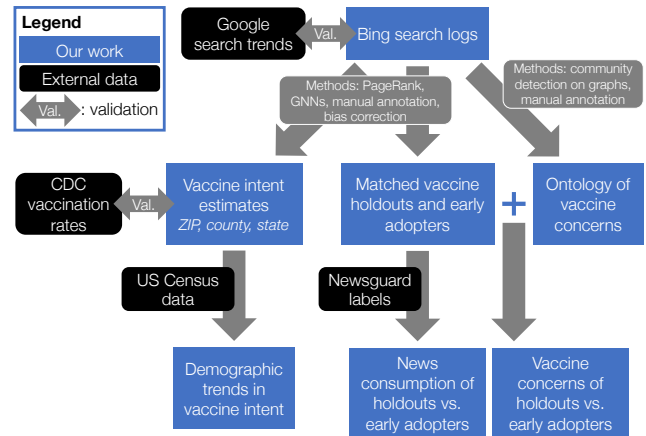 Legend
Our work
External data
Val. : validation
Google
search trends
Val.
Bing search logs
Methods: PageRank,
GNNs, manual annotation,
bias correction
Methods: community
detection on graphs,
manual annotation
CDC
vaccination
rates
Val.
Vaccine intent
estimates
ZIP, county, state
Matched vaccine
holdouts and early
adopters
+
Ontology of
vaccine
concerns
US Census
data
Newsguard
labels
Demographic
trends in
vaccine intent
News
consumption of
holdouts vs.
early adopters
Vaccine
concerns of
holdouts vs.
early adopters